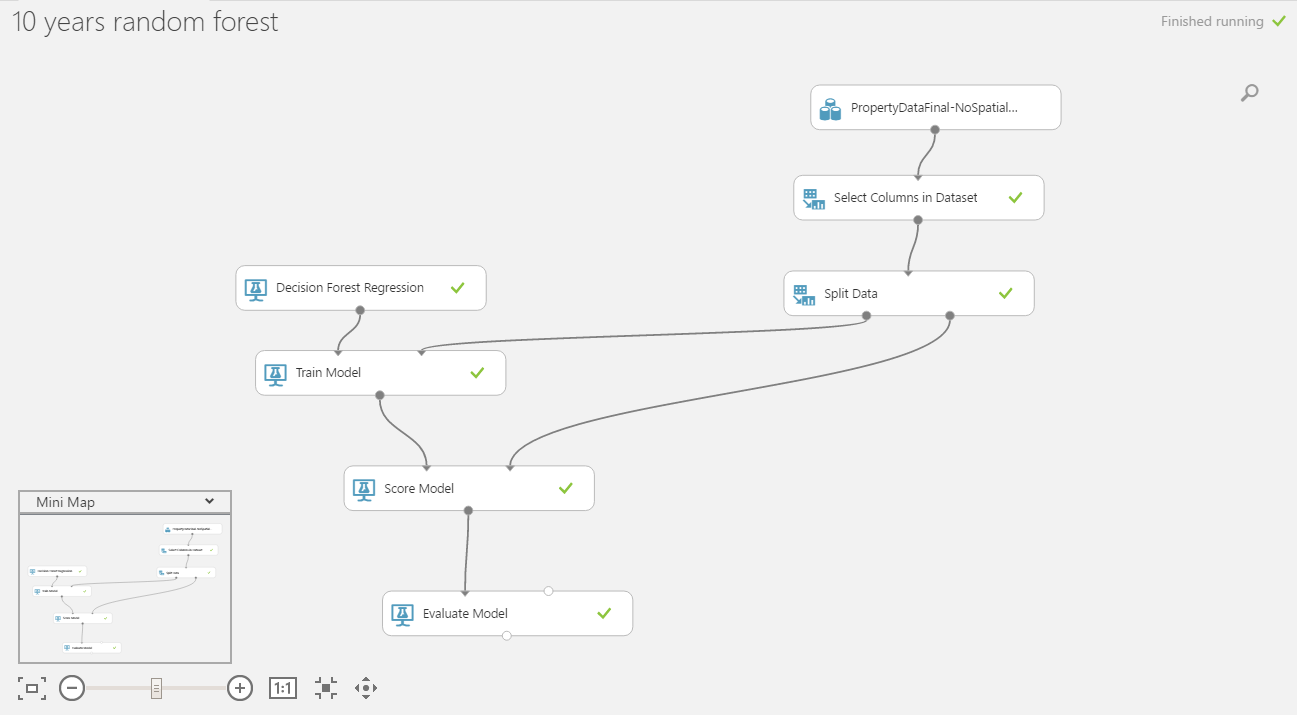 10 years random forest
Finished running
PropertyDataFinal-NoSpatial...
Select Columns in Dataset
Decision Forest Regression
Split Data
Train Model
Score Model
Mini Map
Evaluate Model
1:1